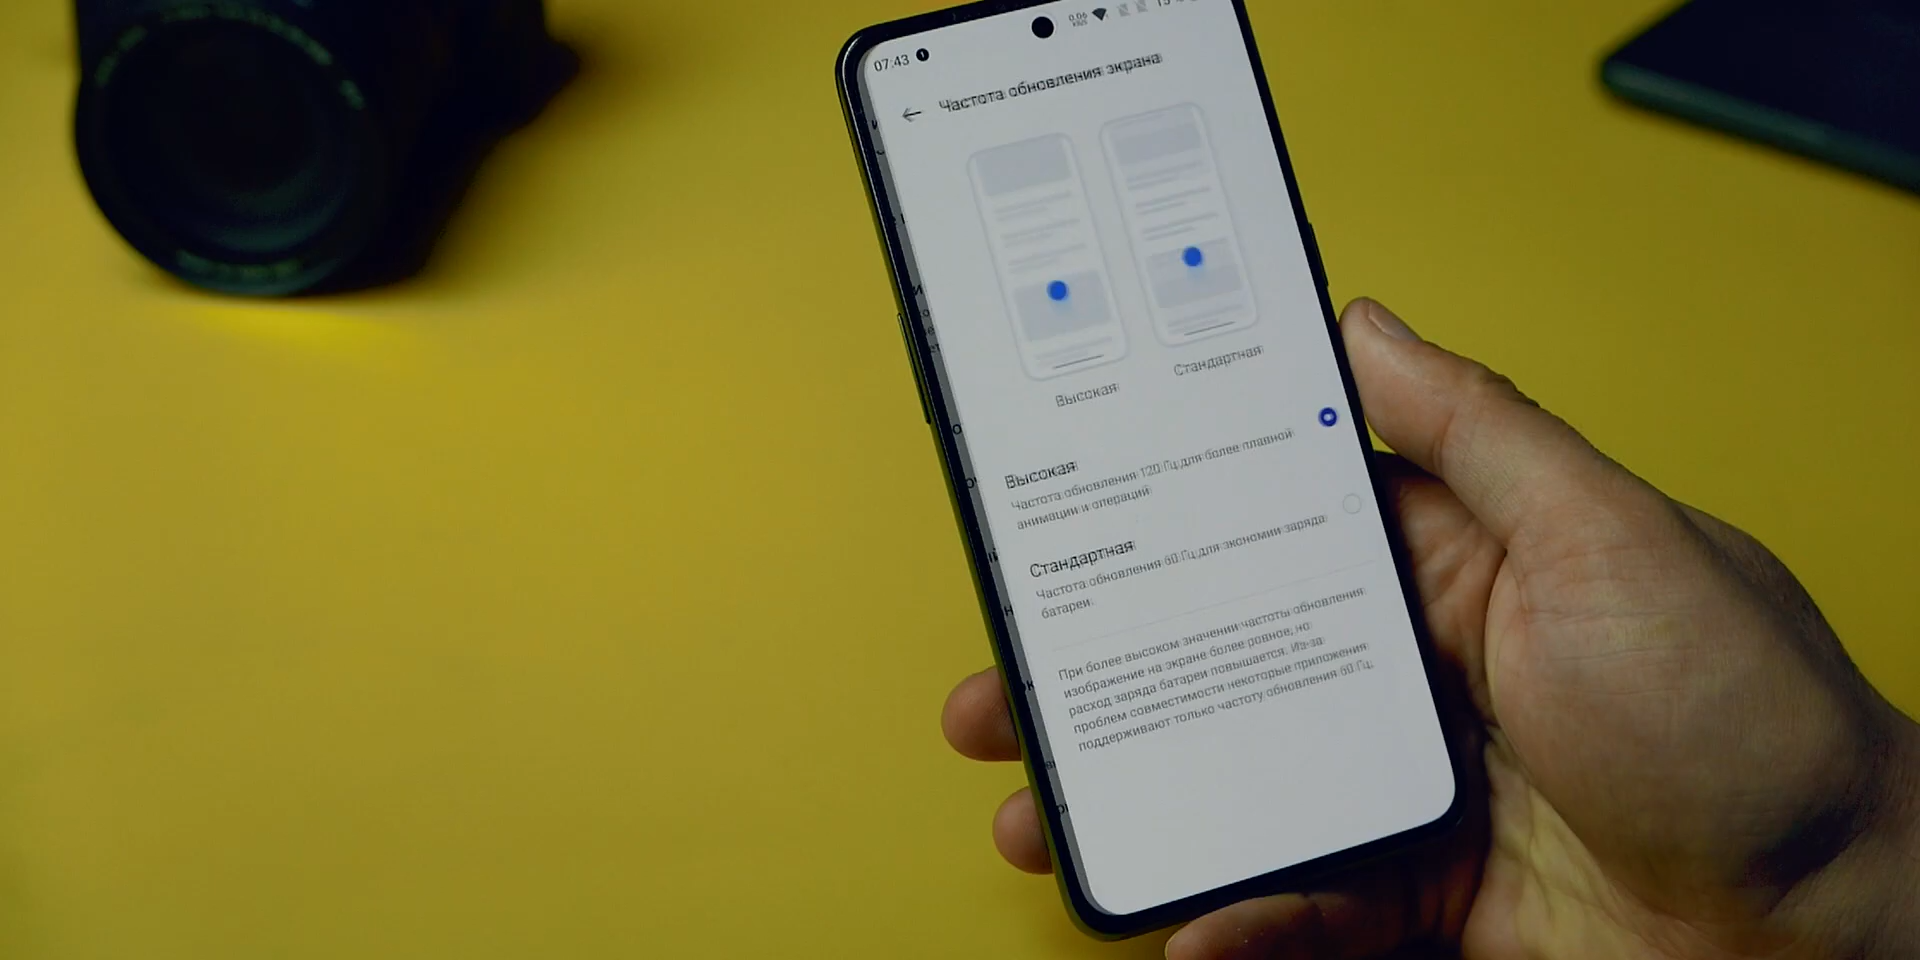 07:43
0.06
Частота обновления экрана
Высокая
Стандартная
Высокая
Частота обновления 120 Гц для более плавной
анимации и операций
Стандартная
Частота обновления 60 Гц для экономии заряда
батареи.
При более высоком значении частоты обновления
изображение на экране более ровное, но
расход заряда батареи повышается. Из-за
проблем совместимости некоторые приложения
поддерживают только частоту обновления 60 Гц.